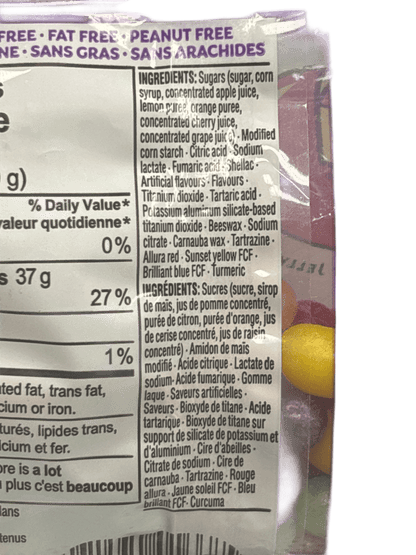 FREE • FAT FREE • PEANUT FREE
NE • SANS GRAS • SANS ARACHIDES
INGREDIENTS: Sugars (sugar, corn
syrup, concentrated apple juice,
lemon puree, orange puree,
concentrated cherry juice,
concentrated grape juice) • Modified
corn starch • Citric acid • Sodium
lactate • Fumaric acid • Shellac •
Artificial flavours • Flavours •
Titanium dioxide • Tartaric acid •
Potassium aluminum silicate-based
titanium dioxide • Beeswax • Sodium
citrate • Carnauba wax • Tartrazine •
Allura red • Sunset yellow FCF •
Brilliant blue FCF • Turmeric
INGRÉDIENTS: Sucres (sucre, sirop
de maïs, jus de pomme concentré,
purée de citron, purée d'orange, jus
de cerise concentré, jus de raisin
concentré) • Amidon de maïs
modifié • Acide citrique • Lactate de
sodium • Acide fumarique • Gomme
laque • Saveurs artificielles •
Saveurs • Bioxyde de titane • Acide
tartarique • Bioxyde de titane sur
support de silicate de potassium et
d'aluminium • Cire d'abeilles •
Citrate de sodium • Cire de
carnauba • Tartrazine • Rouge
allura • Jaune soleil FCF • Bleu
brillant FCF • Curcuma
s
e
g)
% Daily Value*
valeur quotidienne*
0%
s 37 g
27 %
1 %
ted fat, trans fat,
cium or iron.
turés, lipides trans,
lcium et fer.
ore is a lot
plus c'est beaucoup
lans
tenus
JELLY